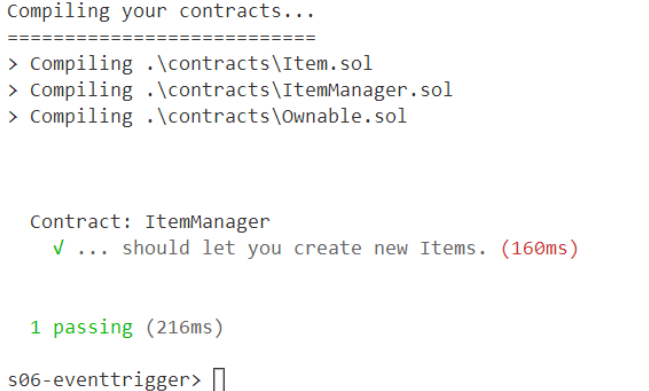 Compiling your contracts...
===========================
> Compiling .\contracts\Item.sol
> Compiling .\contracts\ItemManager.sol
> Compiling .\contracts\Ownable.sol
Contract: ItemManager
√ ... should let you create new Items. (160ms)
1 passing (216ms)
s06-eventtrigger>